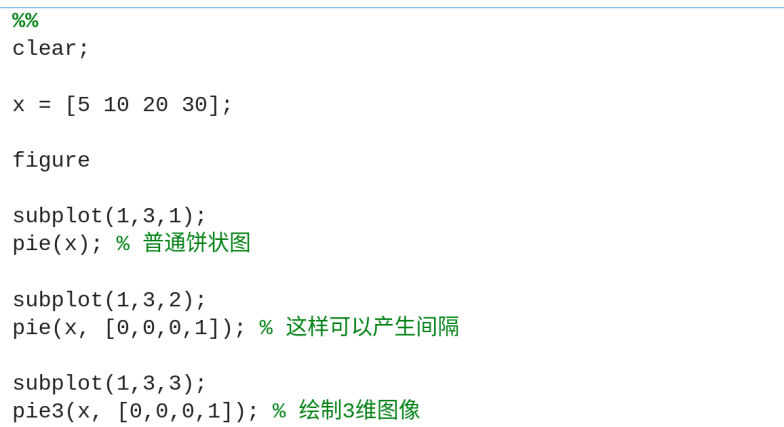 %%
clear;
x = [5 10 20 30];
figure
subplot(1,3,1);
pie(x); % 普通饼状图
subplot(1,3,2);
pie(x, [0,0,0,1]); % 这样可以产生间隔
subplot(1,3,3);
pie3(x, [0,0,0,1]); % 绘制3维图像